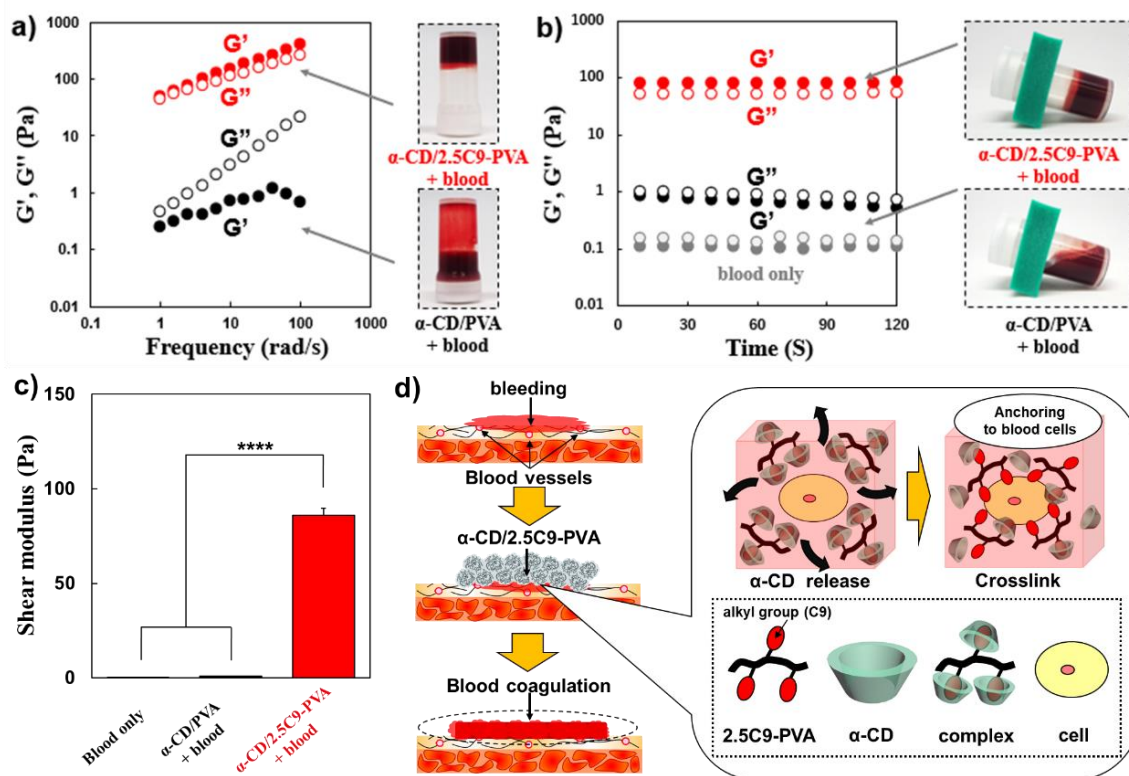 a)
1000
100
10
1
0.1
0.01
G', G'' (Pa)
G'
G''
G''
G'
0.1
1
10
100
1000
Frequency (rad/s)
α-CD/2.5C9-PVA
+ blood
α-CD/PVA
+ blood
b)
1000
100
10
1
0.1
0.01
G', G'' (Pa)
G'
G''
G''
G'
blood only
0
30
60
90
120
Time (S)
α-CD/2.5C9-PVA
+ blood
α-CD/PVA
+ blood
c)
150
100
50
0
Shear modulus (Pa)
****
Blood only
α-CD/PVA
+ blood
α-CD/2.5C9-PVA
+ blood
d)
bleeding
Blood vessels
α-CD/2.5C9-PVA
Blood coagulation
Anchoring
to blood cells
α-CD release
Crosslink
alkyl group (C9)
2.5C9-PVA
α-CD
complex
cell